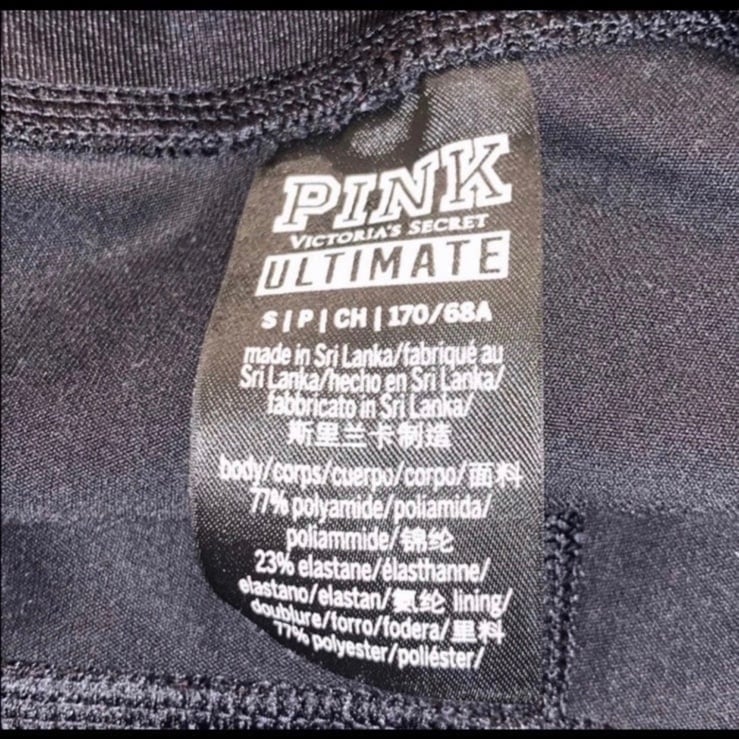 PINK
VICTORIA'S SECRET
ULTIMATE
S | P | CH | 170/68A
made in Sri Lanka/fabriqué au
Sri Lanka/hecho en Sri Lanka/
fabbricato in Sri Lanka/
斯里兰卡制造
body/corps/cuerpo/corpo/面料
77% polyamide/poliamida/
poliammide/锦纶
23% elastane/élasthanne/
elastano/elastan/氨纶 lining/
doublure/forro/fodera/里料
77% polyester/poliéster/